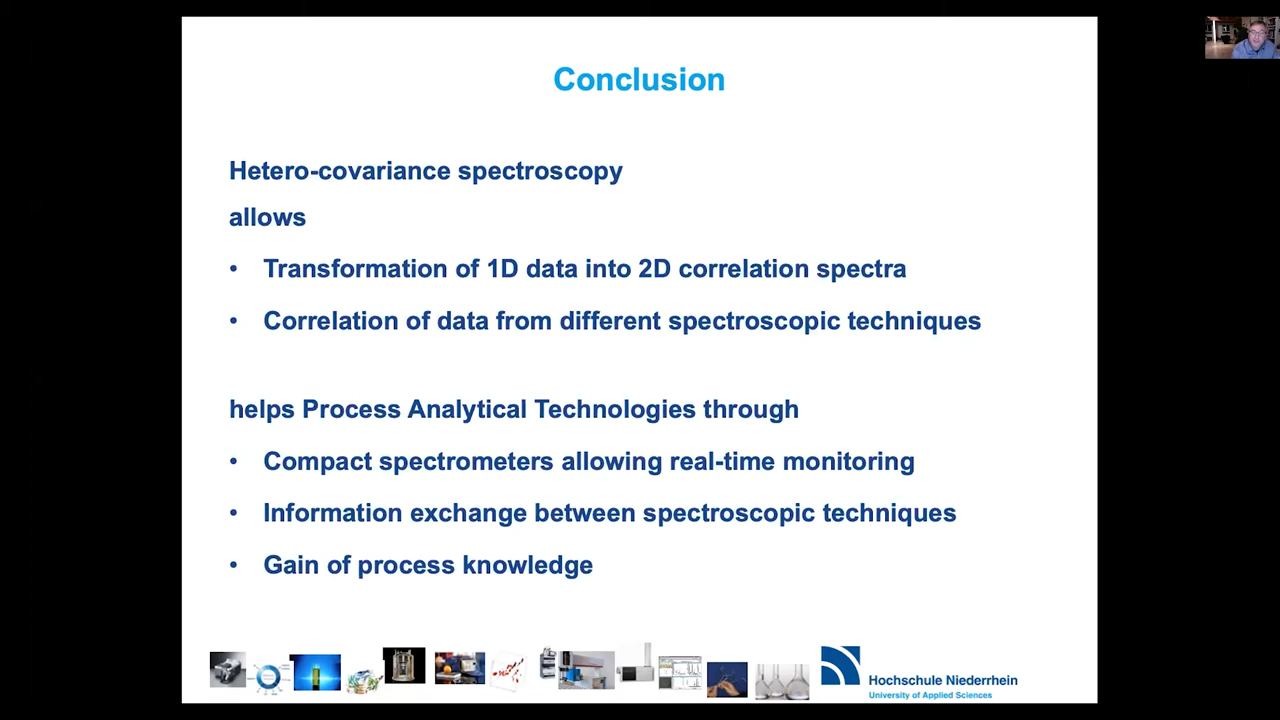 Conclusion
Hetero-covariance spectroscopy
allows
• Transformation of 1D data into 2D correlation spectra
• Correlation of data from different spectroscopic techniques
helps Process Analytical Technologies through
• Compact spectrometers allowing real-time monitoring
• Information exchange between spectroscopic techniques
• Gain of process knowledge
Hochschule Niederrhein
University of Applied Sciences